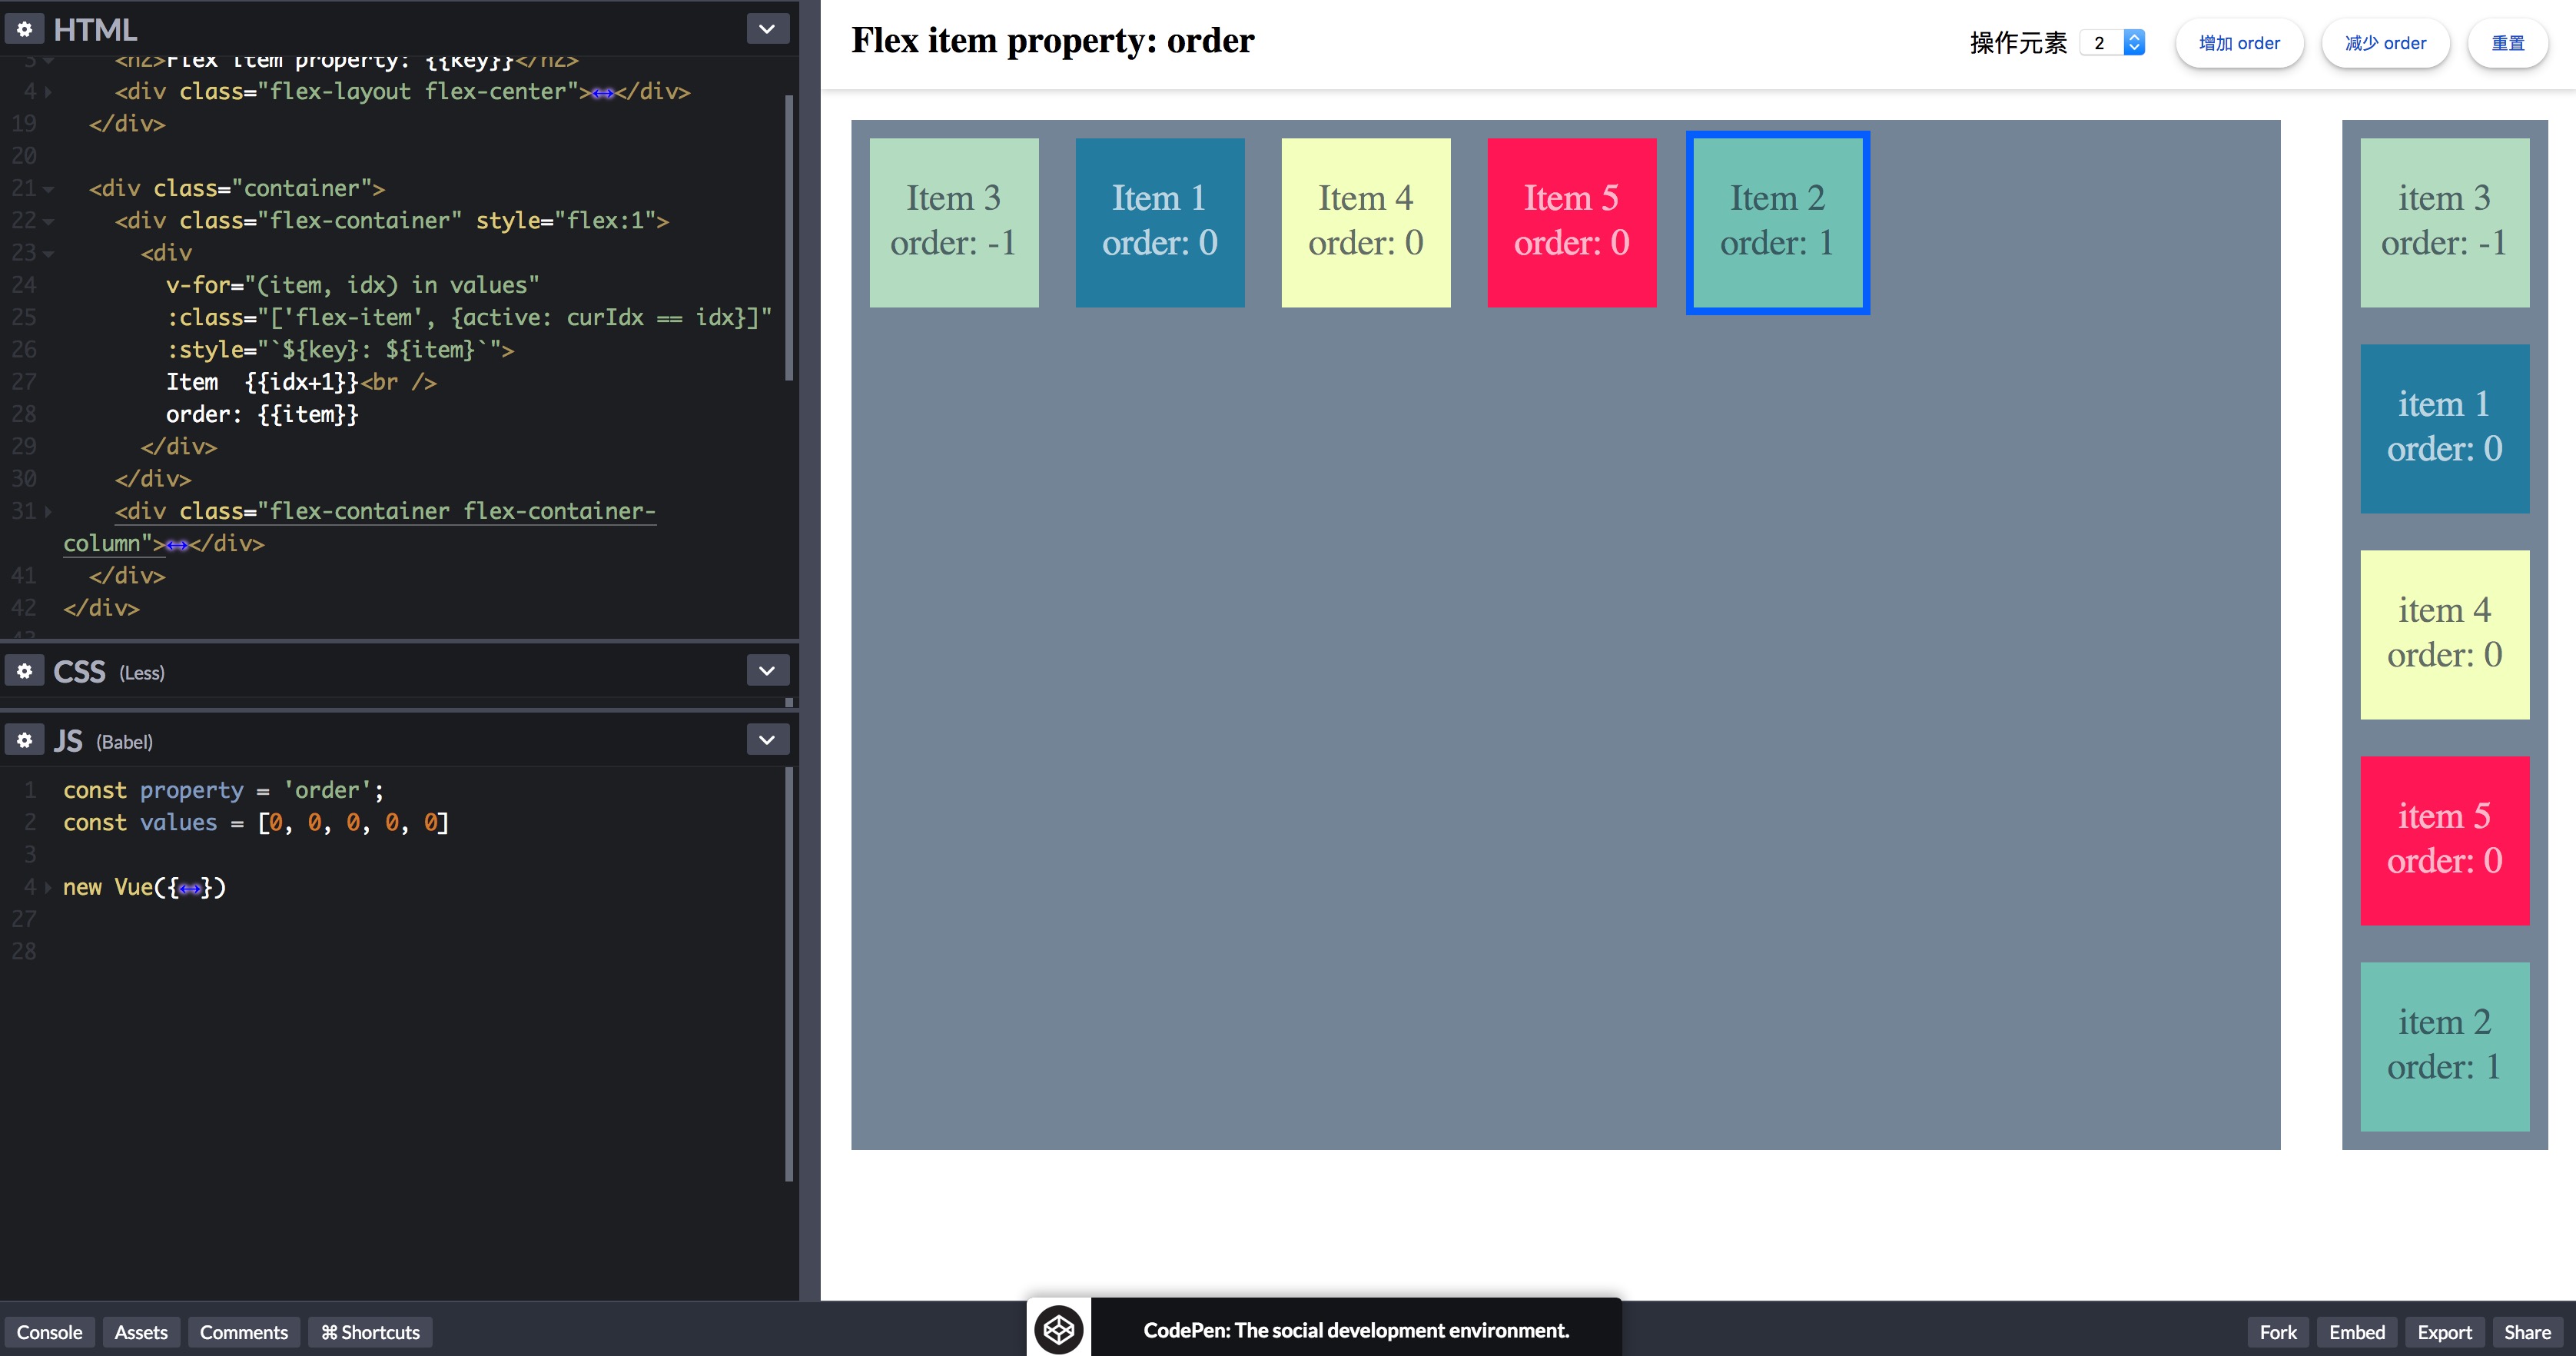 HTML
3 <h2>Flex item property: {{key}}</h2>
4 <div class="flex-layout flex-center">↔</div>
19 </div>
20
21 <div class="container">
22 <div class="flex-container" style="flex:1">
23 <div
24 v-for="(item, idx) in values"
25 :class="['flex-item', {active: curIdx == idx}]"
26 :style="`${key}: ${item}`">
27 Item  {{idx+1}}<br />
28 order: {{item}}
29 </div>
30 </div>
31 <div class="flex-container flex-container-
column">↔</div>
41 </div>
42 </div>
43
CSS (Less)
JS (Babel)
1 const property = 'order';
2 const values = [0, 0, 0, 0, 0]
3
4 new Vue({↔})
27
28
Flex item property: order
操作元素 2 增加 order 减少 order 重置
Item 3
order: -1
Item 1
order: 0
Item 4
order: 0
Item 5
order: 0
Item 2
order: 1
item 3
order: -1
item 1
order: 0
item 4
order: 0
item 5
order: 0
item 2
order: 1
Console Assets Comments ⌘ Shortcuts
CodePen: The social development environment.
Fork Embed Export Share